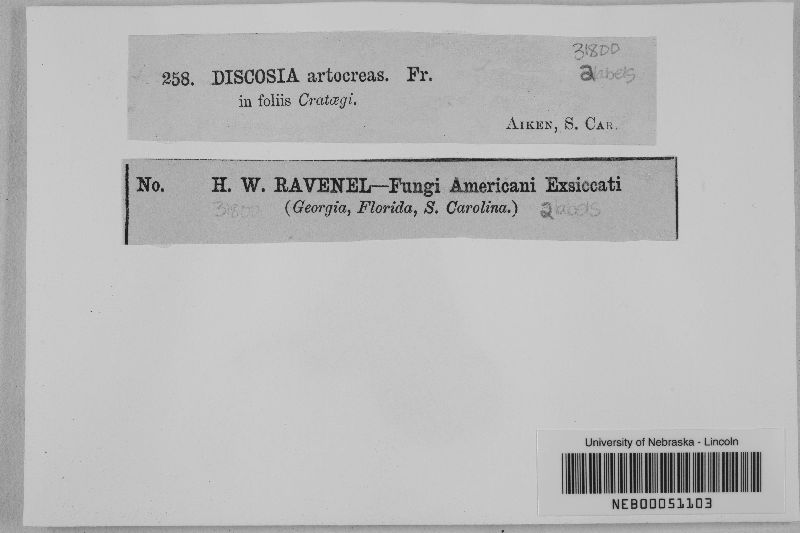 31800
258. DISCOSIA artocreas. Fr.
2 labels
in foliis Cratægi.
AIKEN, S. CAR.
No. H. W. RAVENEL—Fungi Americani Exsiccati
31800 (Georgia, Florida, S. Carolina.) 2 labels
University of Nebraska - Lincoln
NEB00051103